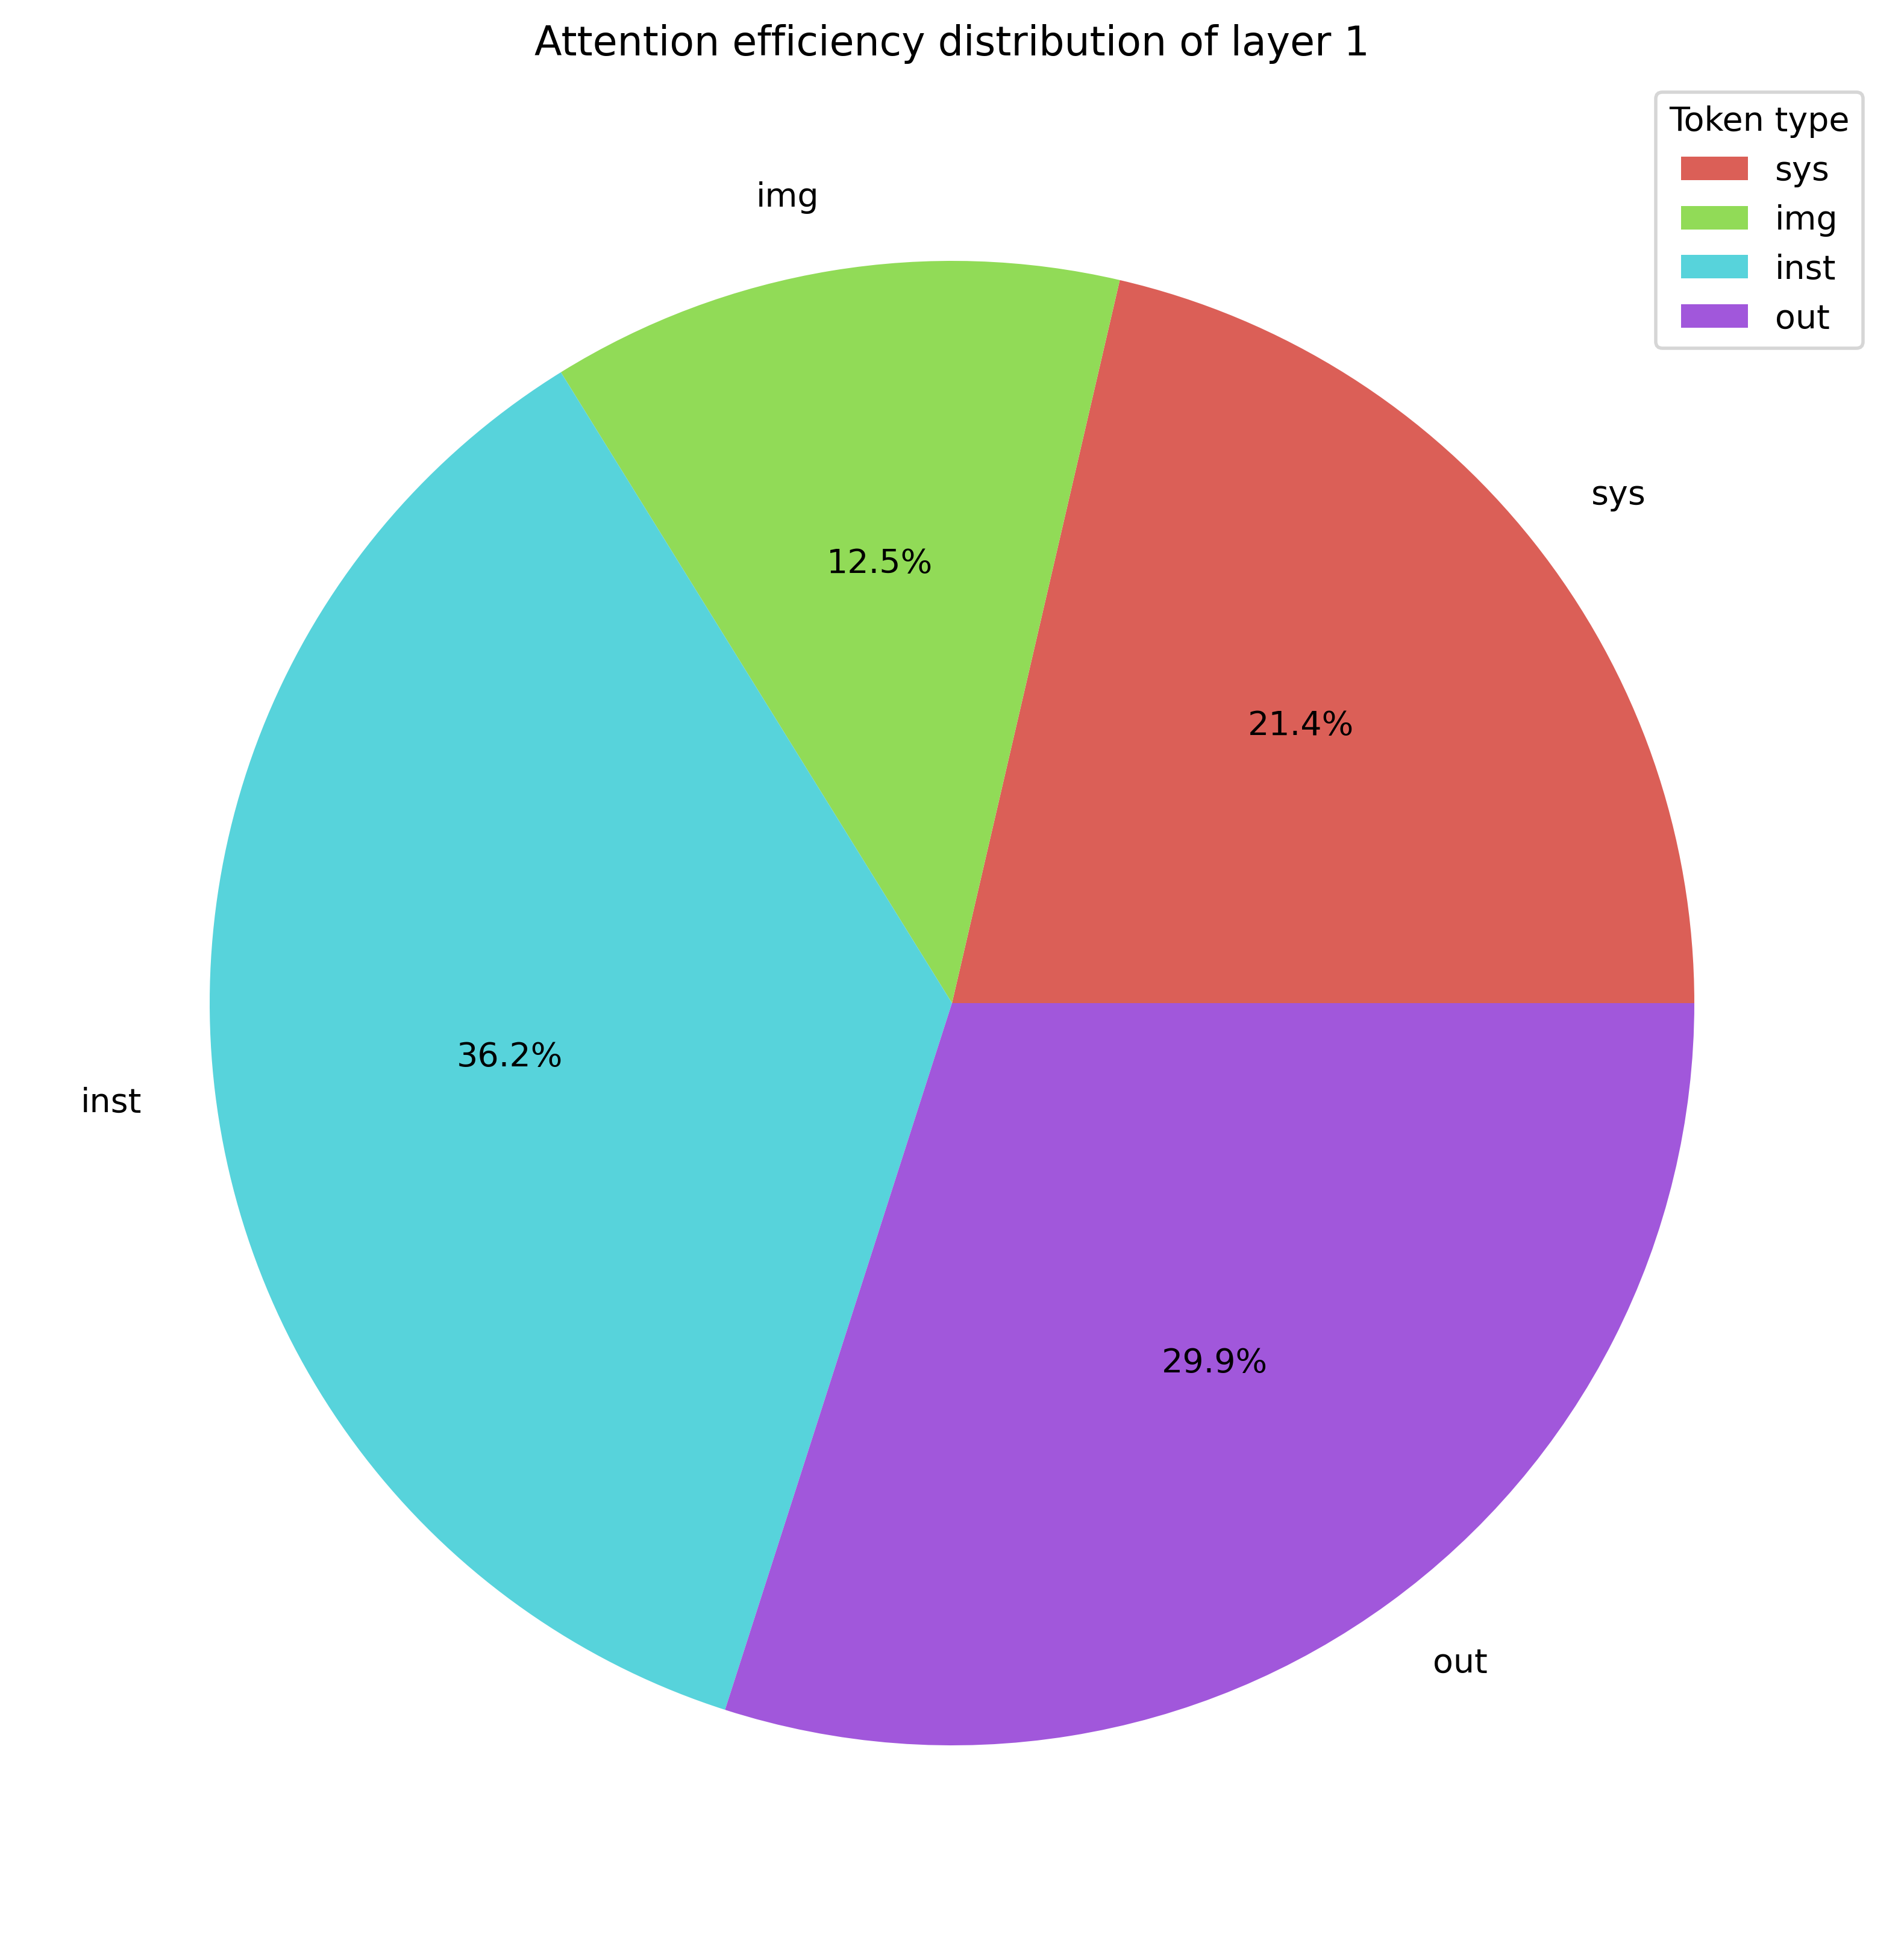 Attention efficiency distribution of layer 1
Token type
sys
img
inst
out
img
sys
12.5%
21.4%
36.2%
inst
29.9%
out